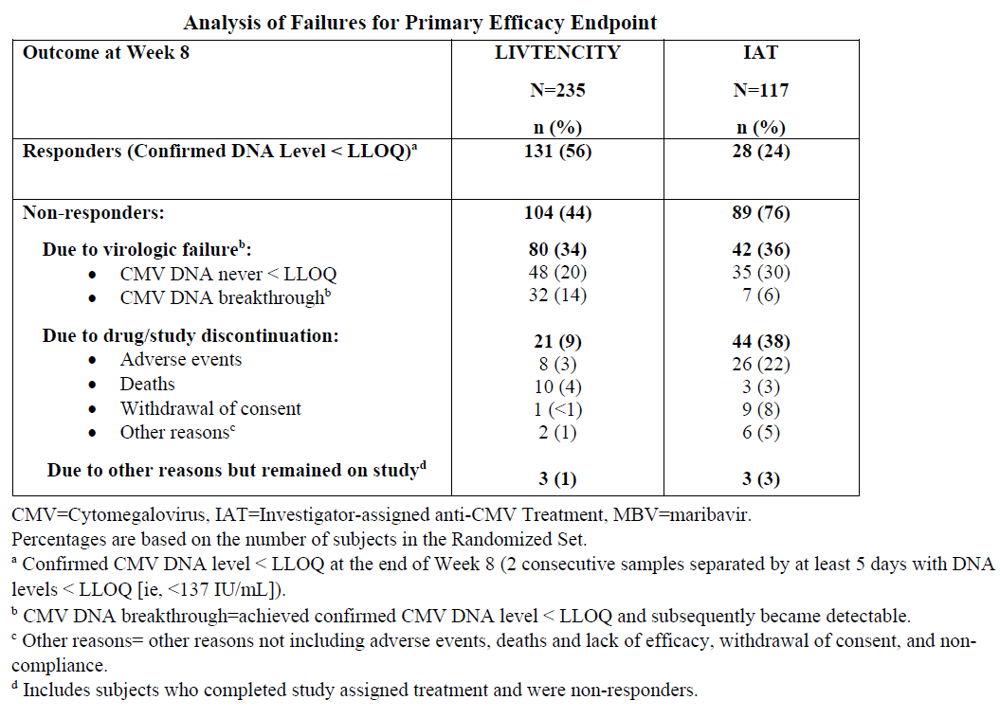 Analysis of Failures for Primary Efficacy Endpoint
Outcome at Week 8 LIVTENCITY IAT
N=235 N=117
n (%) n (%)
Responders (Confirmed DNA Level < LLOQ)a 131 (56) 28 (24)
Non-responders: 104 (44) 89 (76)
Due to virologic failureb: 80 (34) 42 (36)
• CMV DNA never < LLOQ 48 (20) 35 (30)
• CMV DNA breakthroughb 32 (14) 7 (6)
Due to drug/study discontinuation: 21 (9) 44 (38)
• Adverse events 8 (3) 26 (22)
• Deaths 10 (4) 3 (3)
• Withdrawal of consent 1 (<1) 9 (8)
• Other reasonsc 2 (1) 6 (5)
Due to other reasons but remained on studyd 3 (1) 3 (3)
CMV=Cytomegalovirus, IAT=Investigator-assigned anti-CMV Treatment, MBV=maribavir.
Percentages are based on the number of subjects in the Randomized Set.
a Confirmed CMV DNA level < LLOQ at the end of Week 8 (2 consecutive samples separated by at least 5 days with DNA
levels < LLOQ [ie, <137 IU/mL]).
b CMV DNA breakthrough=achieved confirmed CMV DNA level < LLOQ and subsequently became detectable.
c Other reasons= other reasons not including adverse events, deaths and lack of efficacy, withdrawal of consent, and non-
compliance.
d Includes subjects who completed study assigned treatment and were non-responders.